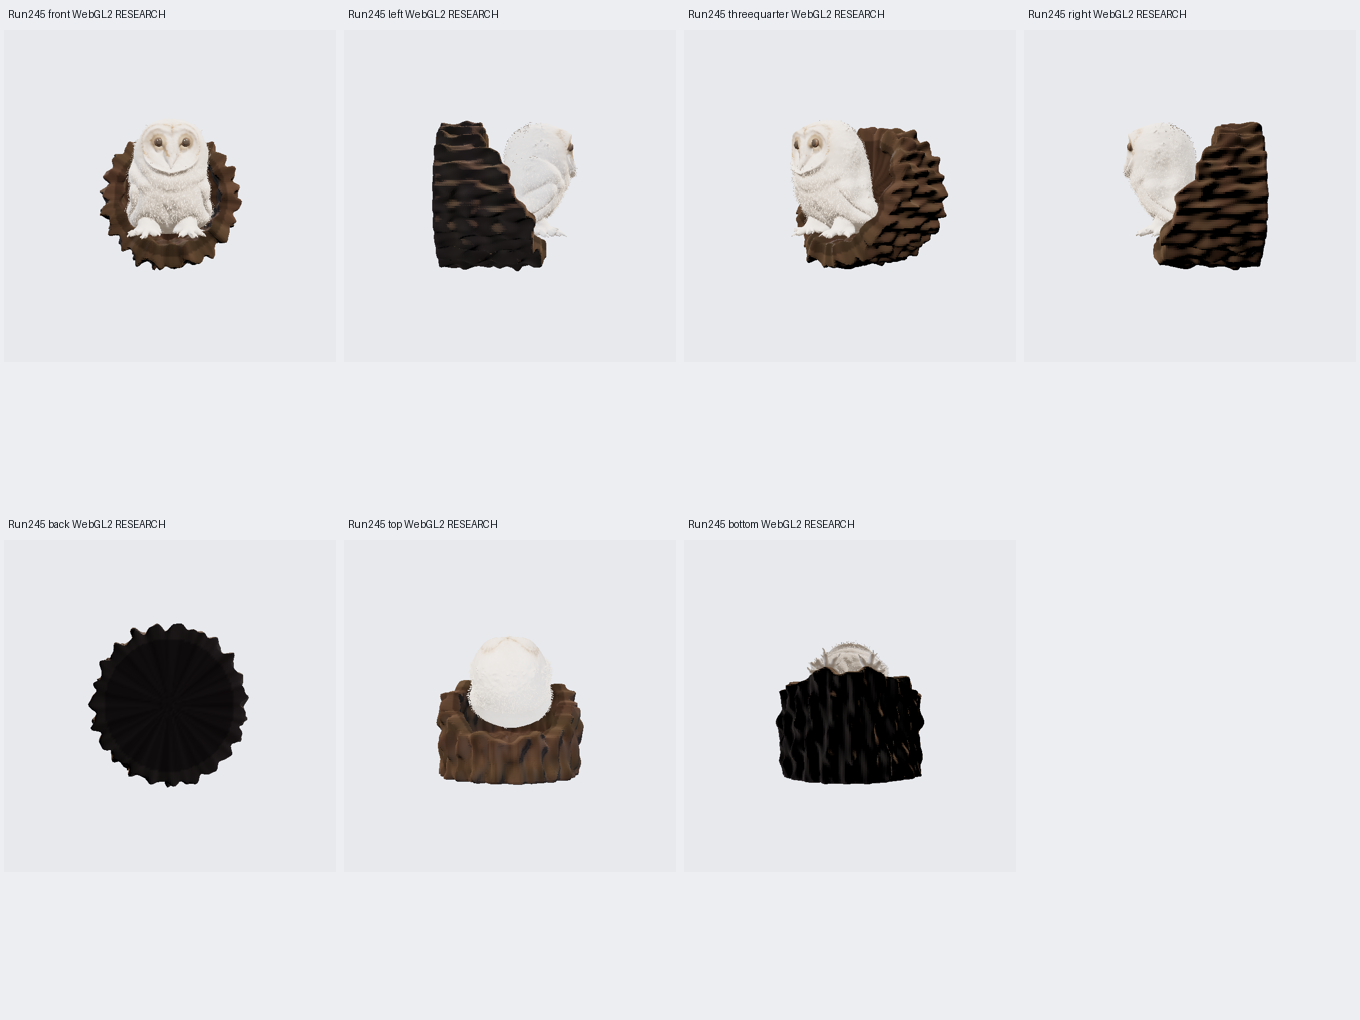 Run245 front WebGL2 RESEARCH
Run245 left WebGL2 RESEARCH
Run245 threequarter WebGL2 RESEARCH
Run245 right WebGL2 RESEARCH
Run245 back WebGL2 RESEARCH
Run245 top WebGL2 RESEARCH
Run245 bottom WebGL2 RESEARCH